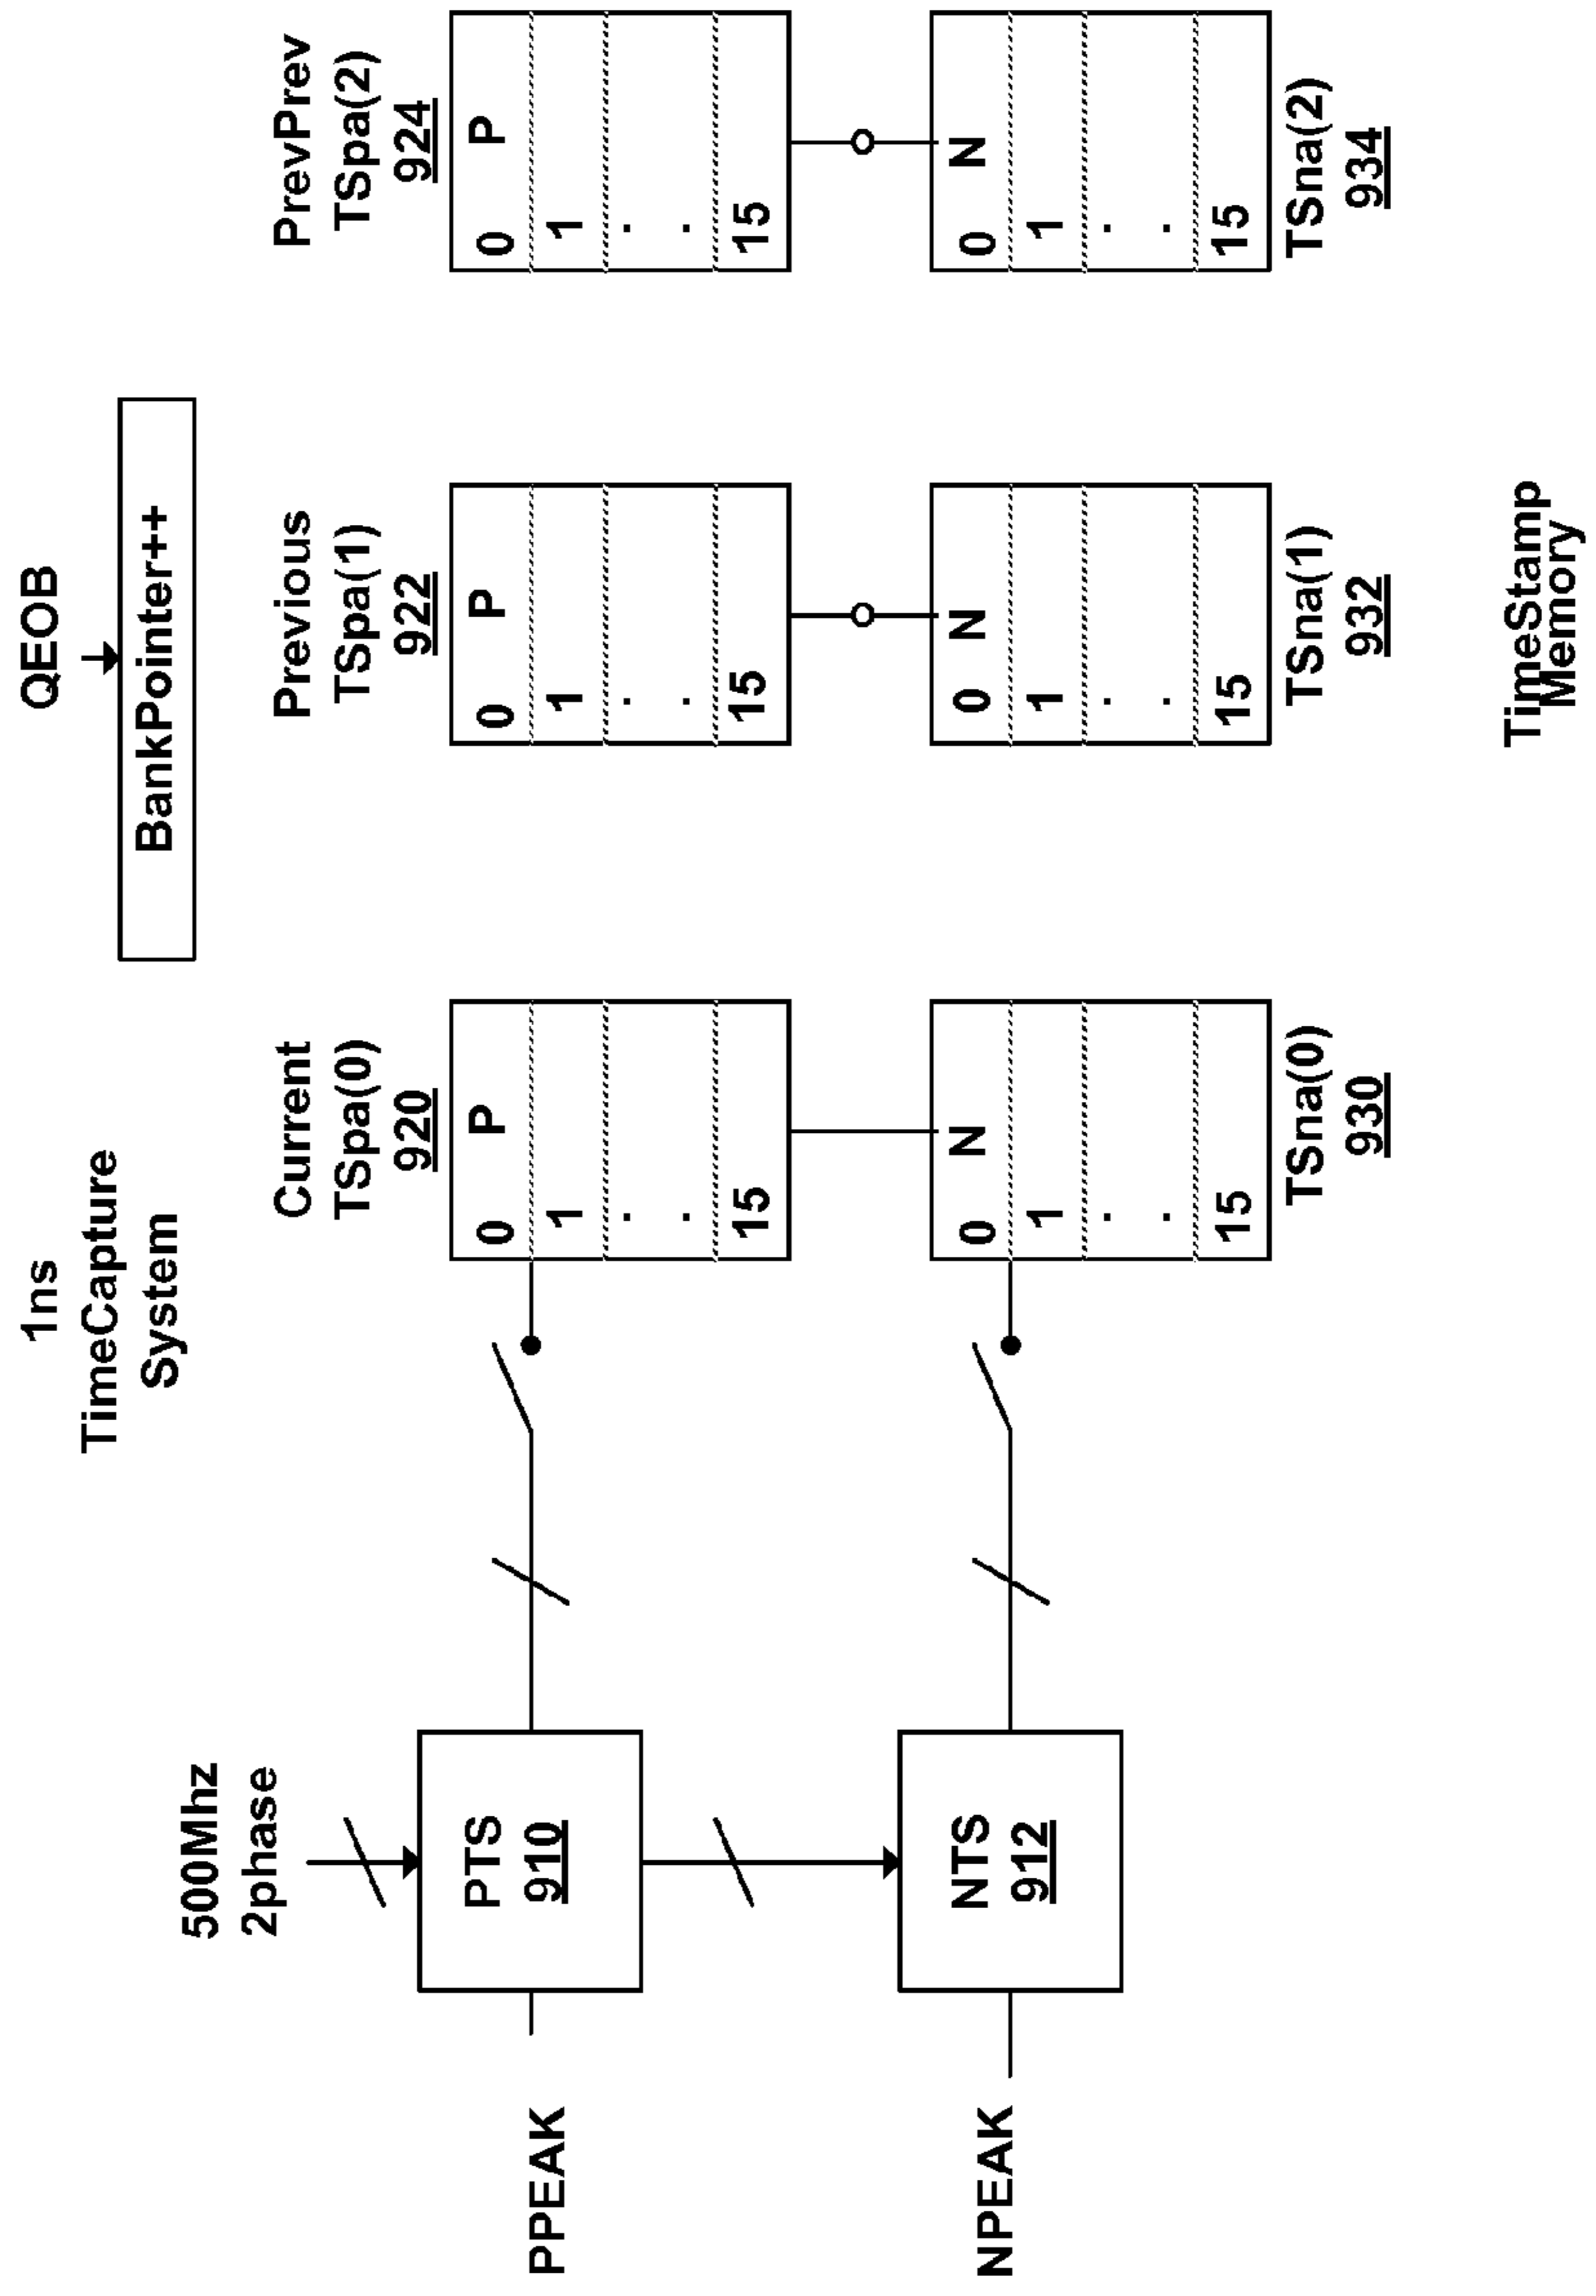 1ns
TimeCapture
System
QEOB
BankPointer++
500Mhz
2phase
Current
TSpa(0)
920
Previous
TSpa(1)
922
PrevPrev
TSpa(2)
924
PPEAK
PTS
910
0 P
1
. .
15
0 P
1
. .
15
0 P
1
. .
15
NPEAK
NTS
912
0 N
1
. .
15
0 N
1
. .
15
0 N
1
. .
15
TSna(0)
930
TSna(1)
932
TSna(2)
934
TimeStamp
Memory